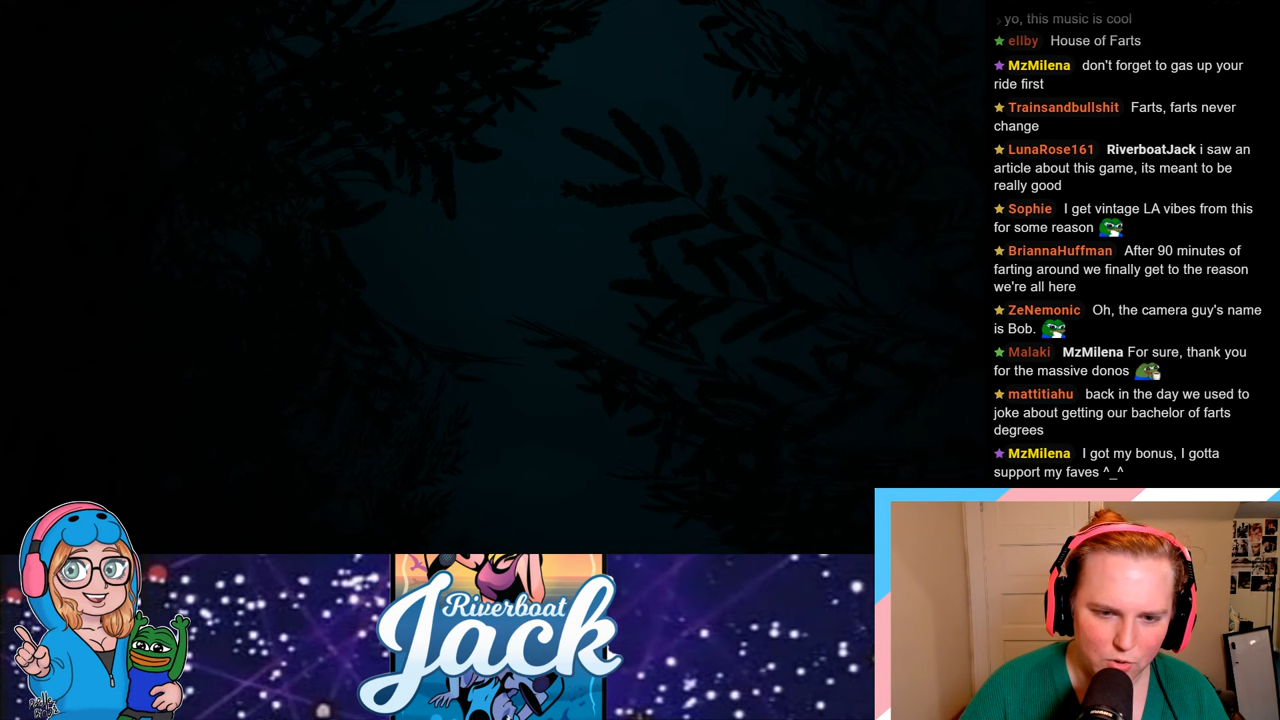 yo, this music is cool
ellby House of Farts
MzMilena don't forget to gas up your
ride first
Trainsandbullshit Farts, farts never
change
LunaRose161 RiverboatJack i saw an
article about this game, its meant to be
really good
Sophie I get vintage LA vibes from this
for some reason
BriannaHuffman After 90 minutes of
farting around we finally get to the reason
we're all here
ZeNemonic Oh, the camera guy's name
is Bob.
Malaki MzMilena For sure, thank you
for the massive donos
mattitiahu back in the day we used to
joke about getting our bachelor of farts
degrees
MzMilena I got my bonus, I gotta
support my faves ^_^
Riverboat
Jack